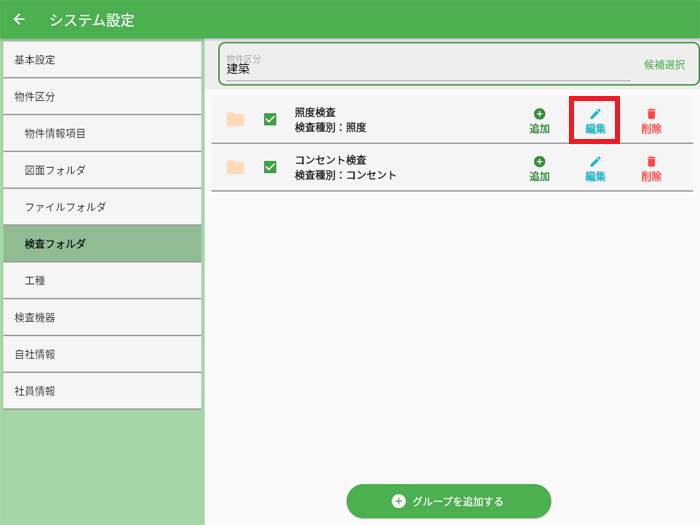 システム設定
基本設定
物件区分
物件情報項目
図面フォルダ
ファイルフォルダ
検査フォルダ
工種
検査機器
自社情報
社員情報
物件区分
建築
候補選択
照度検査
検査種別：照度
追加
編集
削除
コンセント検査
検査種別：コンセント
追加
編集
削除
グループを追加する